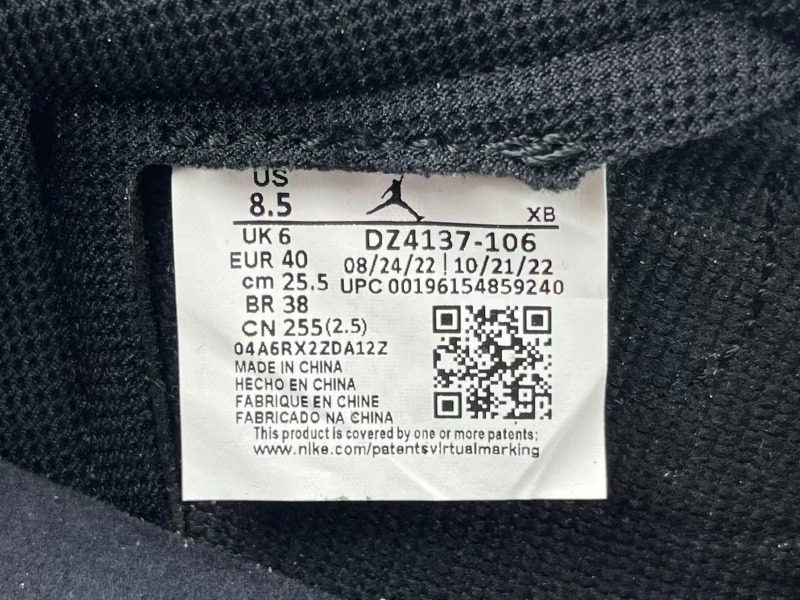 US
8.5
XB
UK 6
DZ4137-106
EUR 40
08/24/22 | 10/21/22
cm 25.5
UPC 00196154859240
BR 38
CN 255(2.5)
04A6RX2ZDA12Z
MADE IN CHINA
HECHO EN CHINA
FABRIQUE EN CHINE
FABRICADO NA CHINA
This product is covered by one or more patents:
www.nike.com/patentsvirtualmarking